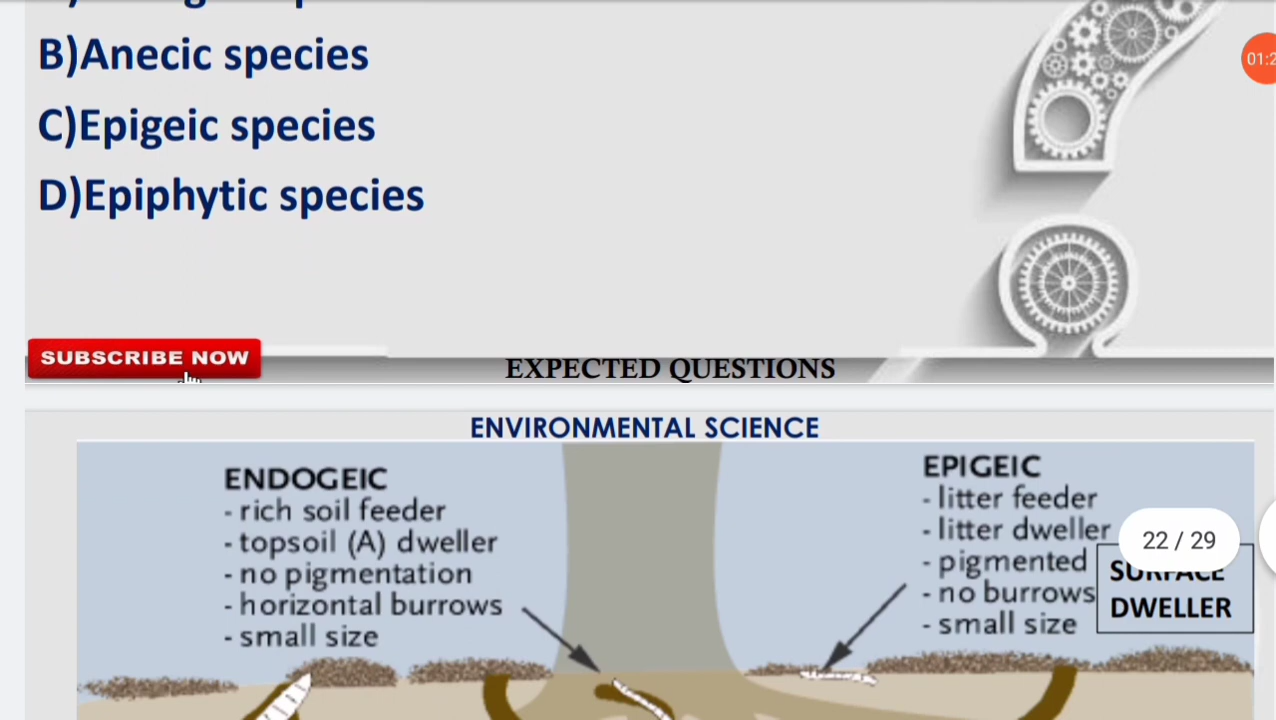 B)Anecic species
C)Epigeic species
D)Epiphytic species
01:2
SUBSCRIBE NOW
EXPECTED QUESTIONS
ENVIRONMENTAL SCIENCE
ENDOGEIC
- rich soil feeder
- topsoil (A) dweller
- no pigmentation
- horizontal burrows
- small size
EPIGEIC
- litter feeder
- litter dweller
- pigmented
- no burrows
- small size
22 / 29
SURFACE
DWELLER